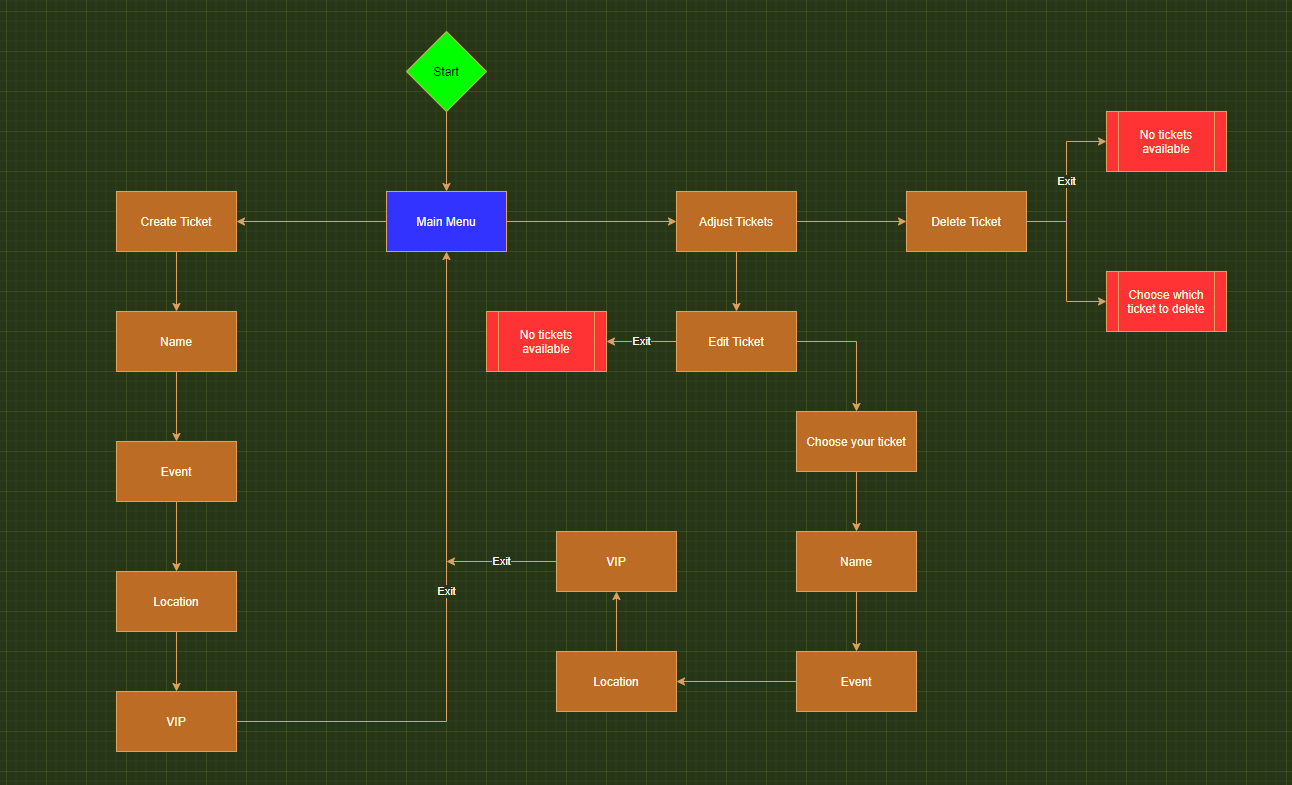 Start
No tickets
available
Exit
Create Ticket
Main Menu
Adjust Tickets
Delete Ticket
Choose which
ticket to delete
Name
No tickets
available
Exit
Edit Ticket
Choose your ticket
Event
Exit
VIP
Name
Exit
Location
Location
Event
VIP